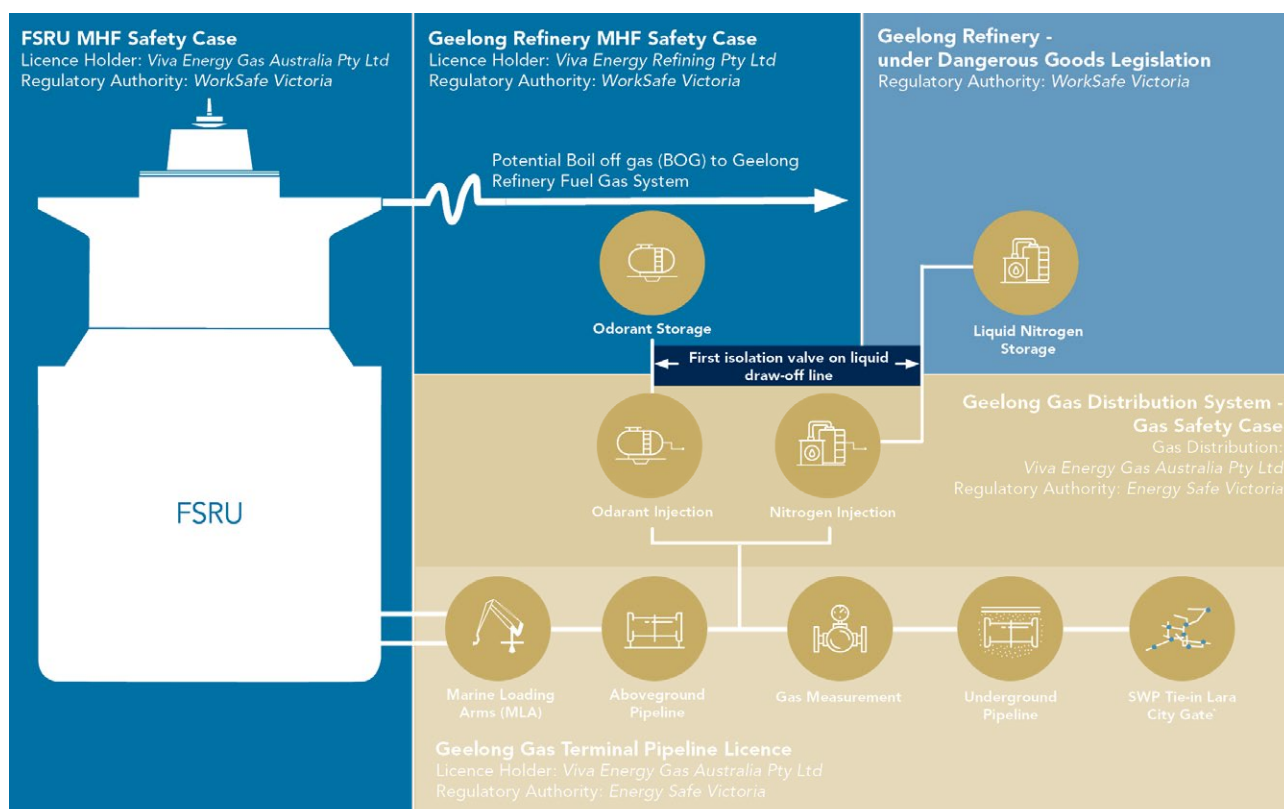 FSRU MHF Safety Case
Licence Holder: Viva Energy Gas Australia Pty Ltd
Regulatory Authority: WorkSafe Victoria
Geelong Refinery MHF Safety Case
Licence Holder: Viva Energy Refining Pty Ltd
Regulatory Authority: WorkSafe Victoria
Geelong Refinery -
under Dangerous Goods Legislation
Regulatory Authority: WorkSafe Victoria
Potential Boil off gas (BOG) to Geelong
Refinery Fuel Gas System
Odorant Storage
Liquid Nitrogen
Storage
First isolation valve on liquid
draw-off line
Geelong Gas Distribution System -
Gas Safety Case
Gas Distribution:
Viva Energy Gas Australia Pty Ltd
Regulatory Authority: Energy Safe Victoria
FSRU
Odarant Injection
Nitrogen Injection
Marine Loading
Arms (MLA)
Aboveground
Pipeline
Gas Measurement
Underground
Pipeline
SWP Tie-in Lara
City Gate*
Geelong Gas Terminal Pipeline Licence
Licence Holder: Viva Energy Gas Australia Pty Ltd
Regulatory Authority: Energy Safe Victoria